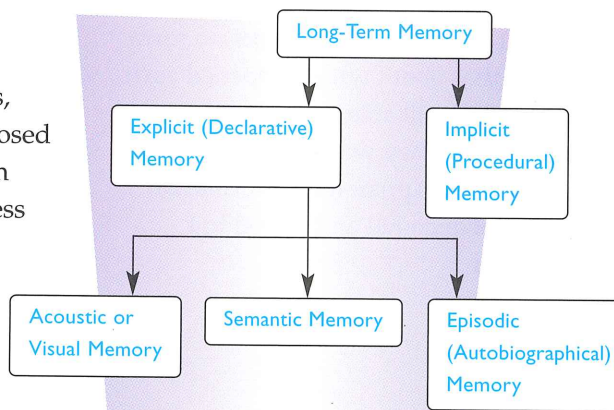 s,
osed
n
ess
Long-Term Memory
Explicit (Declarative)
Memory
Implicit
(Procedural)
Memory
Acoustic or
Visual Memory
Semantic Memory
Episodic
(Autobiographical)
Memory